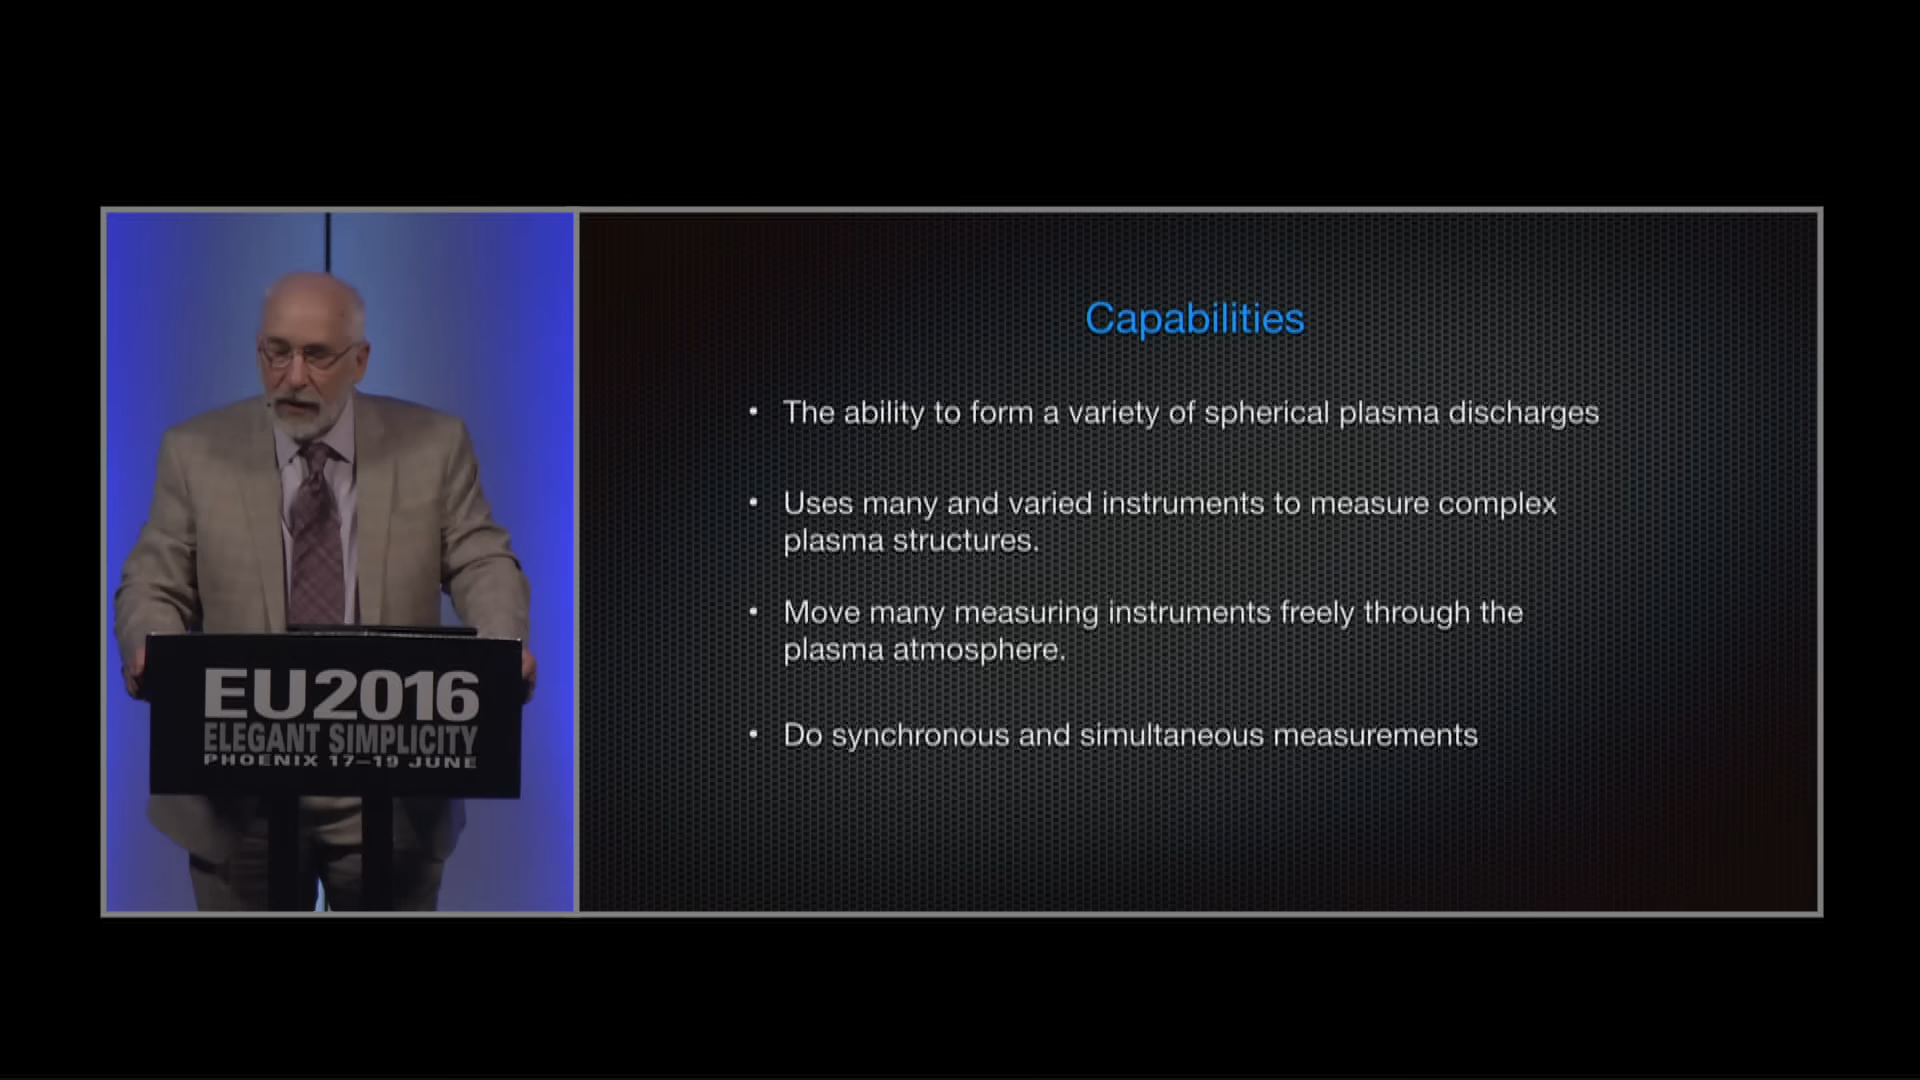 EU2016
ELEGANT SIMPLICITY
PHOENIX 17–19 JUNE
Capabilities
• The ability to form a variety of spherical plasma discharges
• Uses many and varied instruments to measure complex
plasma structures.
• Move many measuring instruments freely through the
plasma atmosphere.
• Do synchronous and simultaneous measurements